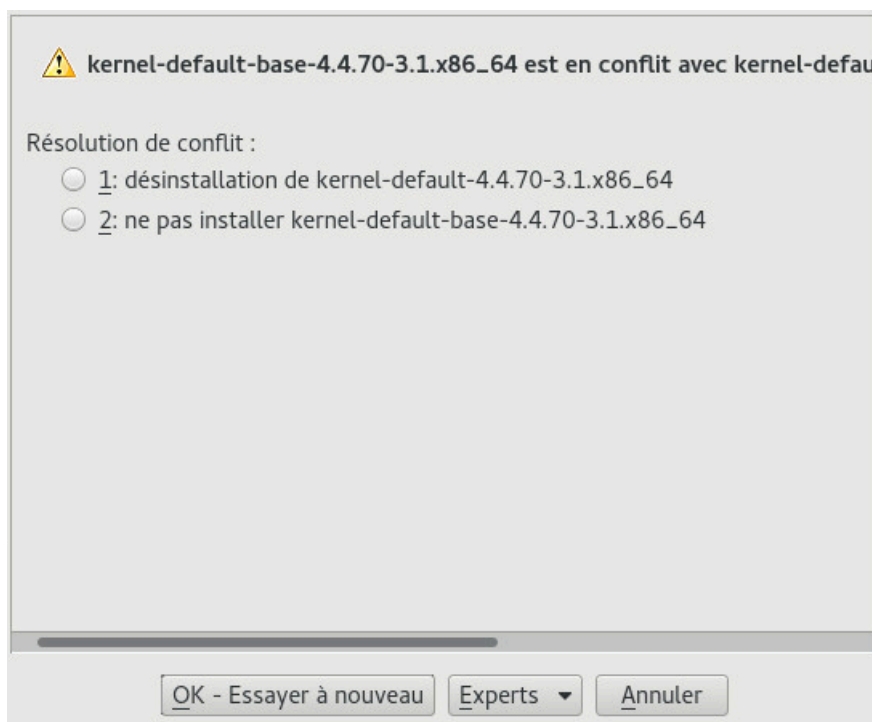 kernel-default-base-4.4.70-3.1.x86_64 est en conflit avec kernel-defau
Résolution de conflit :
1: désinstallation de kernel-default-4.4.70-3.1.x86_64
2: ne pas installer kernel-default-base-4.4.70-3.1.x86_64
OK - Essayer à nouveau Experts Annuler